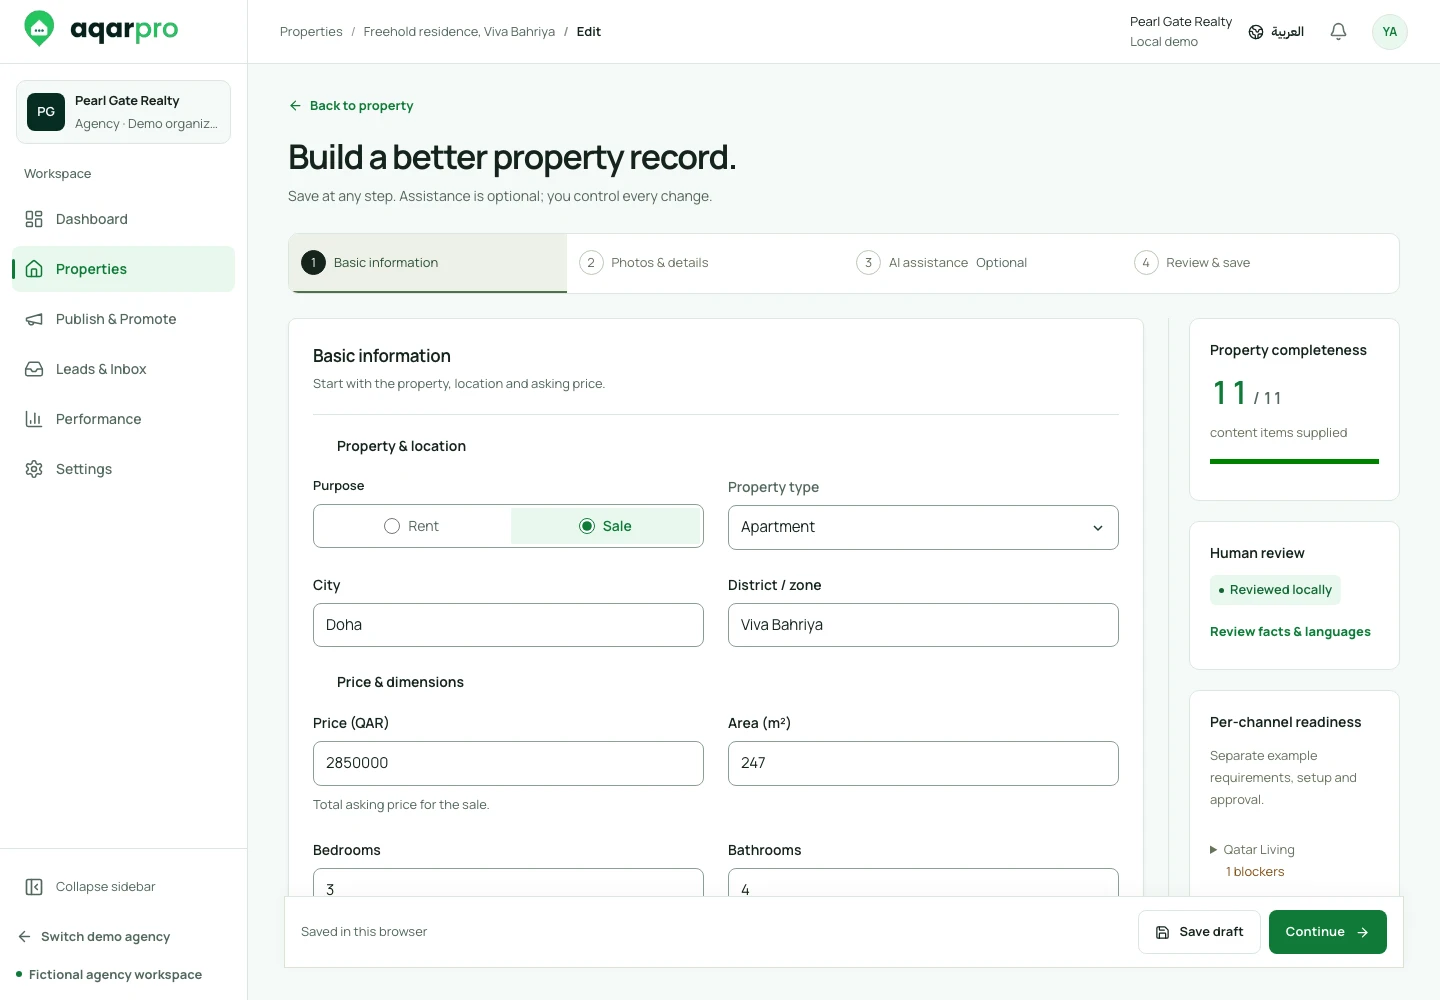 aqarpro
Properties / Freehold residence, Viva Bahriya / Edit
Pearl Gate Realty
Local demo
العربية
YA
PG
Pearl Gate Realty
Agency · Demo organiz...
Workspace
Dashboard
Properties
Publish & Promote
Leads & Inbox
Performance
Settings
Collapse sidebar
Switch demo agency
Fictional agency workspace
Back to property
Build a better property record.
Save at any step. Assistance is optional; you control every change.
1 Basic information
2 Photos & details
3 AI assistance Optional
4 Review & save
Basic information
Start with the property, location and asking price.
Property & location
Purpose
Rent
Sale
Property type
Apartment
City
Doha
District / zone
Viva Bahriya
Price & dimensions
Price (QAR)
2850000
Total asking price for the sale.
Area (m²)
247
Bedrooms
3
Bathrooms
4
Property completeness
11 / 11
content items supplied
Human review
Reviewed locally
Review facts & languages
Per-channel readiness
Separate example
requirements, setup and
approval.
Qatar Living
1 blockers
Saved in this browser
Save draft
Continue